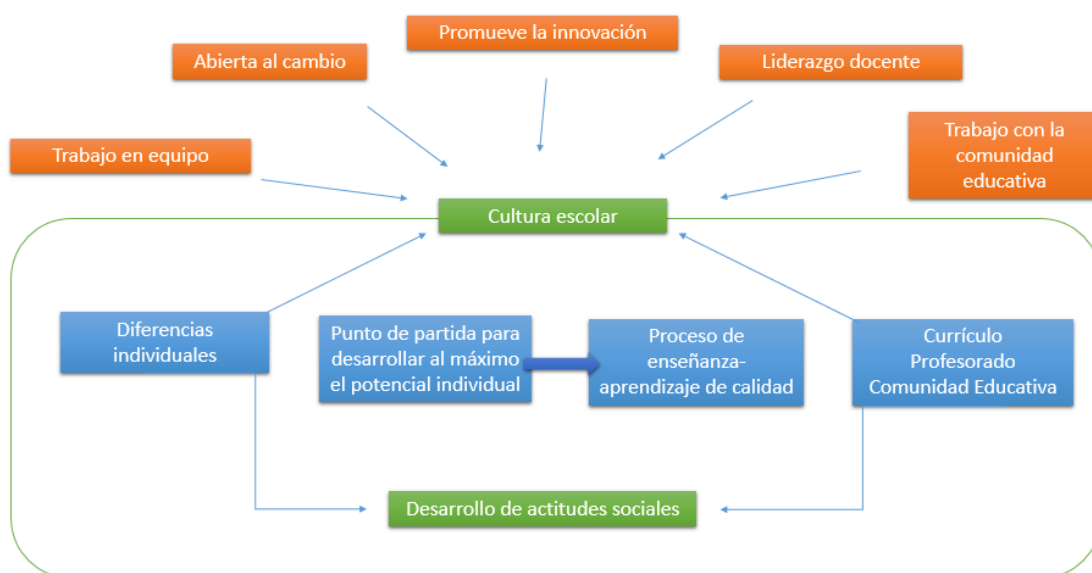 Promueve la innovación
Abierta al cambio
Liderazgo docente
Trabajo en equipo
Trabajo con la
comunidad
educativa
Cultura escolar
Diferencias
individuales
Punto de partida para
desarrollar al máximo
el potencial individual
Proceso de
enseñanza-
aprendizaje de calidad
Currículo
Profesorado
Comunidad Educativa
Desarrollo de actitudes sociales